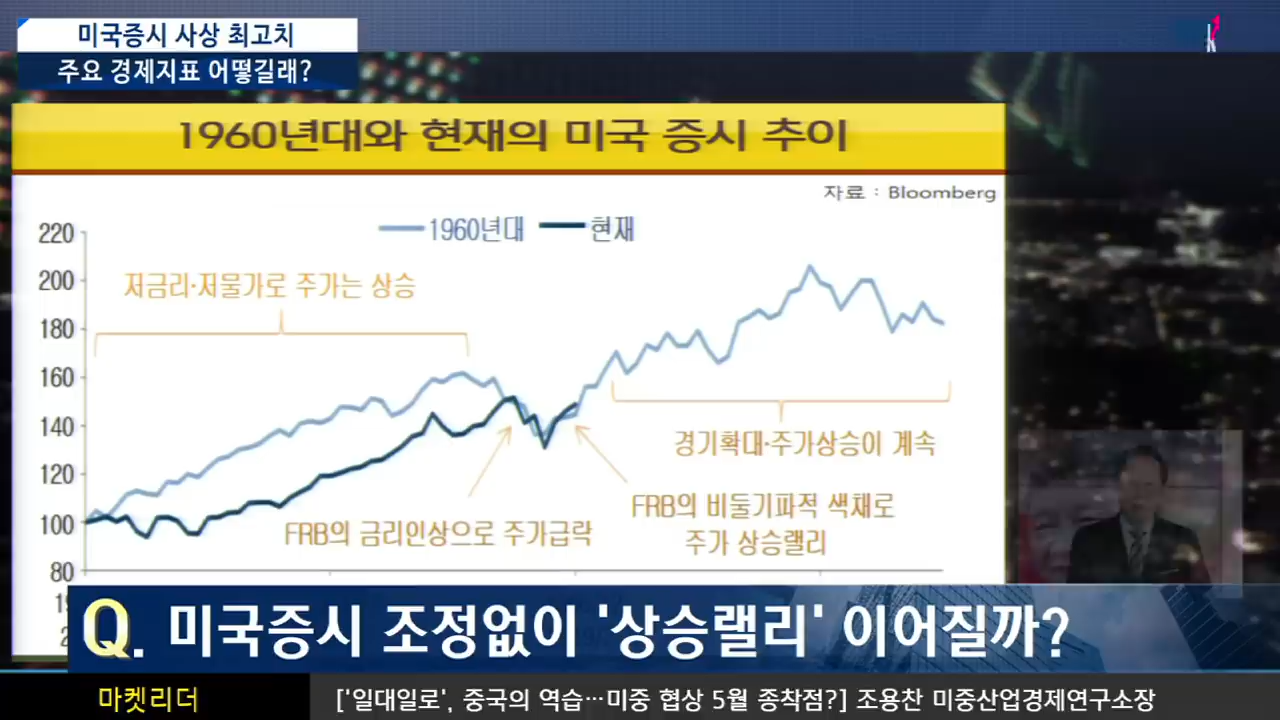 미국증시 사상 최고치
주요 경제지표 어떻길래?
1960년대와 현재의 미국 증시 추이
자료 : Bloomberg
1960년대 현재
220
200
180
160
140
120
100
80
저금리·저물가로 주가는 상승
경기확대·주가상승이 계속
FRB의 금리인상으로 주가급락
FRB의 비둘기파적 색채로
주가 상승랠리
Q. 미국증시 조정없이 '상승랠리' 이어질까?
마켓리더
['일대일로', 중국의 역습…미중 협상 5월 종착점?] 조용찬 미중산업경제연구소장